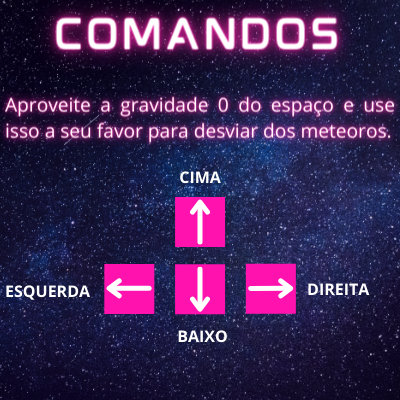 COMANDOS
Aproveite a gravidade 0 do espaço e use
isso a seu favor para desviar dos meteoros.
CIMA
ESQUERDA
DIREITA
BAIXO